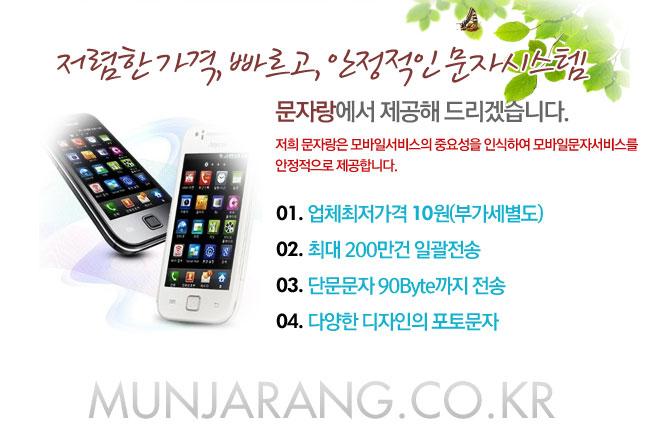 저렴한 가격, 빠르고, 안정적인 문자시스템
문자랑에서 제공해 드리겠습니다.
저희 문자랑은 모바일서비스의 중요성을 인식하여 모바일문자서비스를
안정적으로 제공합니다.
01. 업체최저가격 10원(부가세별도)
02. 최대 200만건 일괄전송
03. 단문문자 90Byte까지 전송
04. 다양한 디자인의 포토문자
MUNJARANG.CO.KR